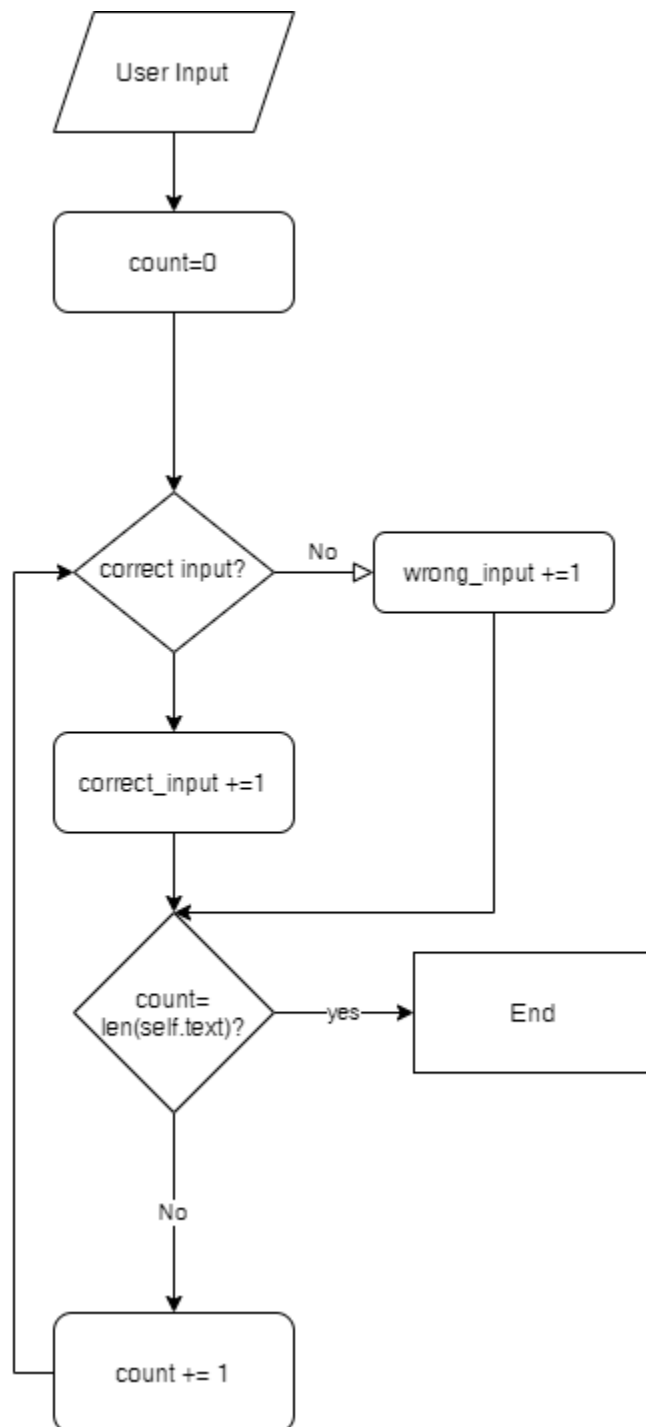 User Input
count=0
correct input?
No
wrong_input +=1
correct_input +=1
count=
len(self.text)?
yes
End
No
count += 1